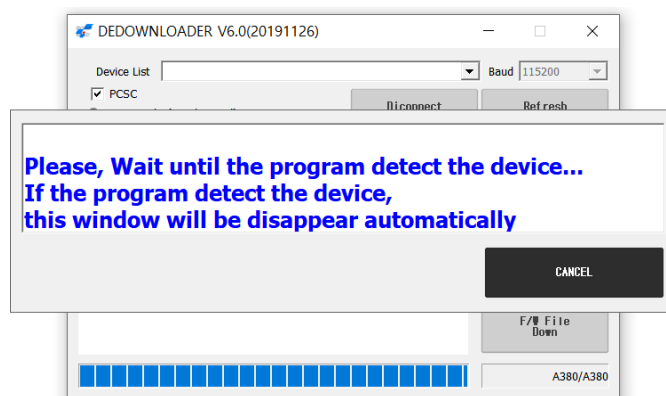 DEDOWNLOADER V6.0(20191126)
Device List
Baud 115200
PCSC
Diconnect
Refresh
Please, Wait until the program detect the device...
If the program detect the device,
this window will be disappear automatically
CANCEL
F/W File
Down
A380/A380